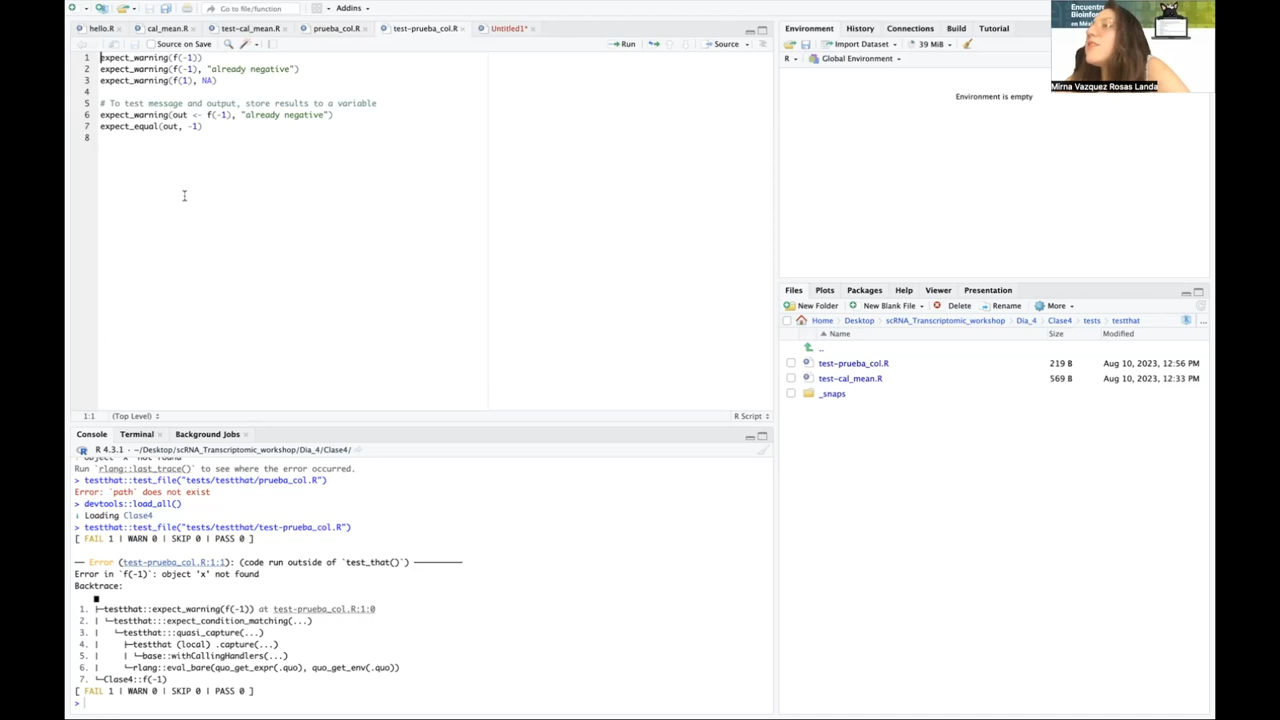 Go to file/function
Addins
hello.R
cal_mean.R
test-cal_mean.R
prueba_col.R
test-prueba_col.R
Untitled1*
Source on Save
Run
Source
1 expect_warning(f(-1))
2 expect_warning(f(-1), "already negative")
3 expect_warning(f(1), NA)
4
5 # To test message and output, store results to a variable
6 expect_warning(out <- f(-1), "already negative")
7 expect_equal(out, -1)
8
1:1 (Top Level) R Script
Console Terminal Background Jobs
R 4.3.1 · ~/Desktop/scRNA_Transcriptomic_workshop/Dia_4/Clase4/
! object 'x' not found
Run `rlang::last_trace()` to see where the error occurred.
> testthat::test_file("tests/testthat/prueba_col.R")
Error: `path` does not exist
> devtools::load_all()
ℹ Loading Clase4
> testthat::test_file("tests/testthat/test-prueba_col.R")
[ FAIL 1 | WARN 0 | SKIP 0 | PASS 0 ]
── Error (test-prueba_col.R:1:1): (code run outside of `test_that()`) ──────
Error in `f(-1)`: object 'x' not found
Backtrace:
▆
1. ├─testthat::expect_warning(f(-1)) at test-prueba_col.R:1:0
2. │ └─testthat:::expect_condition_matching(...)
3. │ └─testthat:::quasi_capture(...)
4. │ ├─testthat (local) .capture(...)
5. │ │ └─base::withCallingHandlers(...)
6. │ └─rlang::eval_bare(quo_get_expr(.quo), quo_get_env(.quo))
7. └─Clase4::f(-1)
[ FAIL 1 | WARN 0 | SKIP 0 | PASS 0 ]
>
Environment History Connections Build Tutorial
Import Dataset 39 MiB
R Global Environment
Environment is empty
Encuentro
Bioinfor
en Méxi
Mirna Vazquez Rosas Landa
Files Plots Packages Help Viewer Presentation
New Folder New Blank File Delete Rename More
Home Desktop scRNA_Transcriptomic_workshop Dia_4 Clase4 tests testthat ...
Name Size Modified
..
test-prueba_col.R 219 B Aug 10, 2023, 12:56 PM
test-cal_mean.R 569 B Aug 10, 2023, 12:33 PM
_snaps